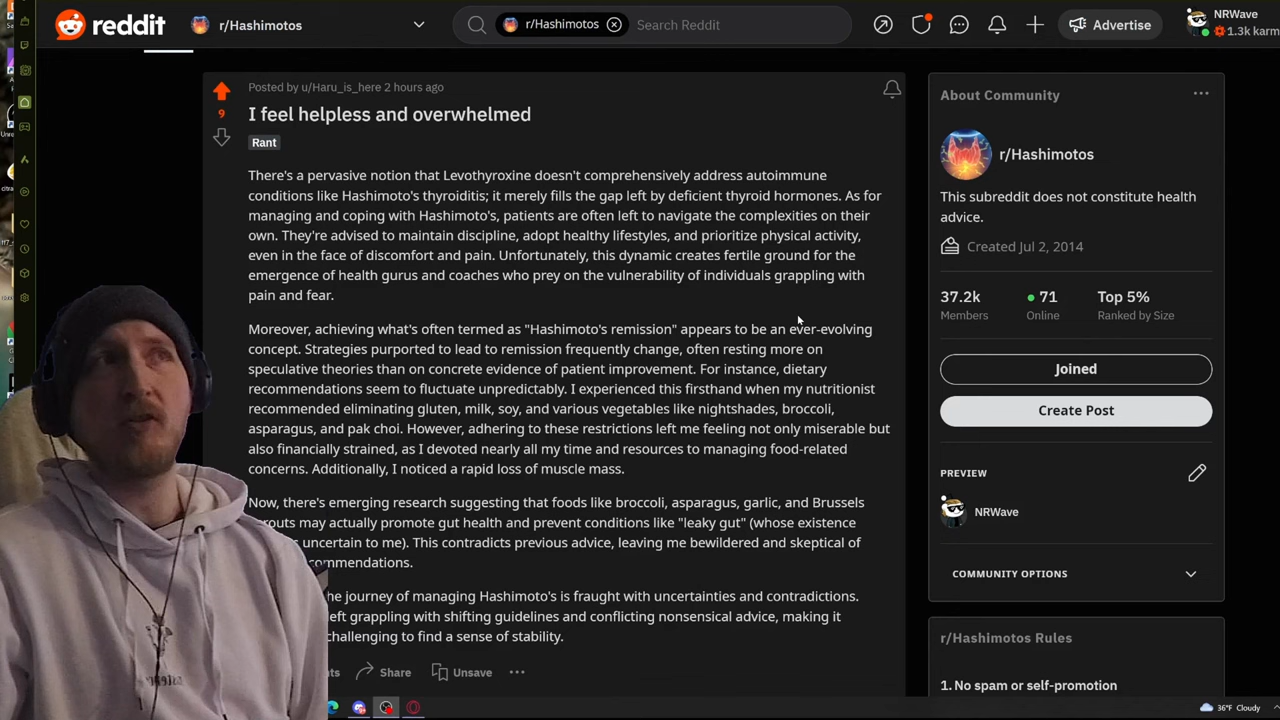 reddit
r/Hashimotos
r/Hashimotos
Search Reddit
Advertise
NRWave
1.3k karm
Posted by u/Haru_is_here 2 hours ago
9
I feel helpless and overwhelmed
Rant
There's a pervasive notion that Levothyroxine doesn't comprehensively address autoimmune
conditions like Hashimoto's thyroiditis; it merely fills the gap left by deficient thyroid hormones. As for
managing and coping with Hashimoto's, patients are often left to navigate the complexities on their
own. They're advised to maintain discipline, adopt healthy lifestyles, and prioritize physical activity,
even in the face of discomfort and pain. Unfortunately, this dynamic creates fertile ground for the
emergence of health gurus and coaches who prey on the vulnerability of individuals grappling with
pain and fear.
Moreover, achieving what's often termed as "Hashimoto's remission" appears to be an ever-evolving
concept. Strategies purported to lead to remission frequently change, often resting more on
speculative theories than on concrete evidence of patient improvement. For instance, dietary
recommendations seem to fluctuate unpredictably. I experienced this firsthand when my nutritionist
recommended eliminating gluten, milk, soy, and various vegetables like nightshades, broccoli,
asparagus, and pak choi. However, adhering to these restrictions left me feeling not only miserable but
also financially strained, as I devoted nearly all my time and resources to managing food-related
concerns. Additionally, I noticed a rapid loss of muscle mass.
Now, there's emerging research suggesting that foods like broccoli, asparagus, garlic, and Brussels
may actually promote gut health and prevent conditions like "leaky gut" (whose existence
uncertain to me). This contradicts previous advice, leaving me bewildered and skeptical of
he journey of managing Hashimoto's is fraught with uncertainties and contradictions.
eft grappling with shifting guidelines and conflicting nonsensical advice, making it
challenging to find a sense of stability.
Share
Unsave
About Community
r/Hashimotos
This subreddit does not constitute health
advice.
Created Jul 2, 2014
37.2k
71
Top 5%
Members
Online
Ranked by Size
Joined
Create Post
PREVIEW
NRWave
COMMUNITY OPTIONS
r/Hashimotos Rules
1. No spam or self-promotion
36°F Cloudy